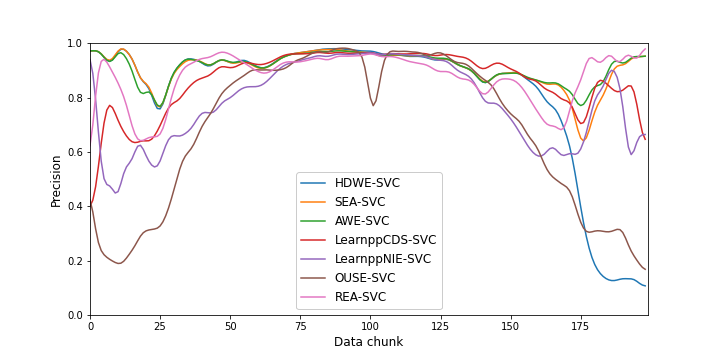 1.0
0.8
0.6
0.4
0.2
0.0
Precision
0 25 50 75 100 125 150 175
Data chunk
HDWE-SVC
SEA-SVC
AWE-SVC
LearnppCDS-SVC
LearnppNIE-SVC
OUSE-SVC
REA-SVC